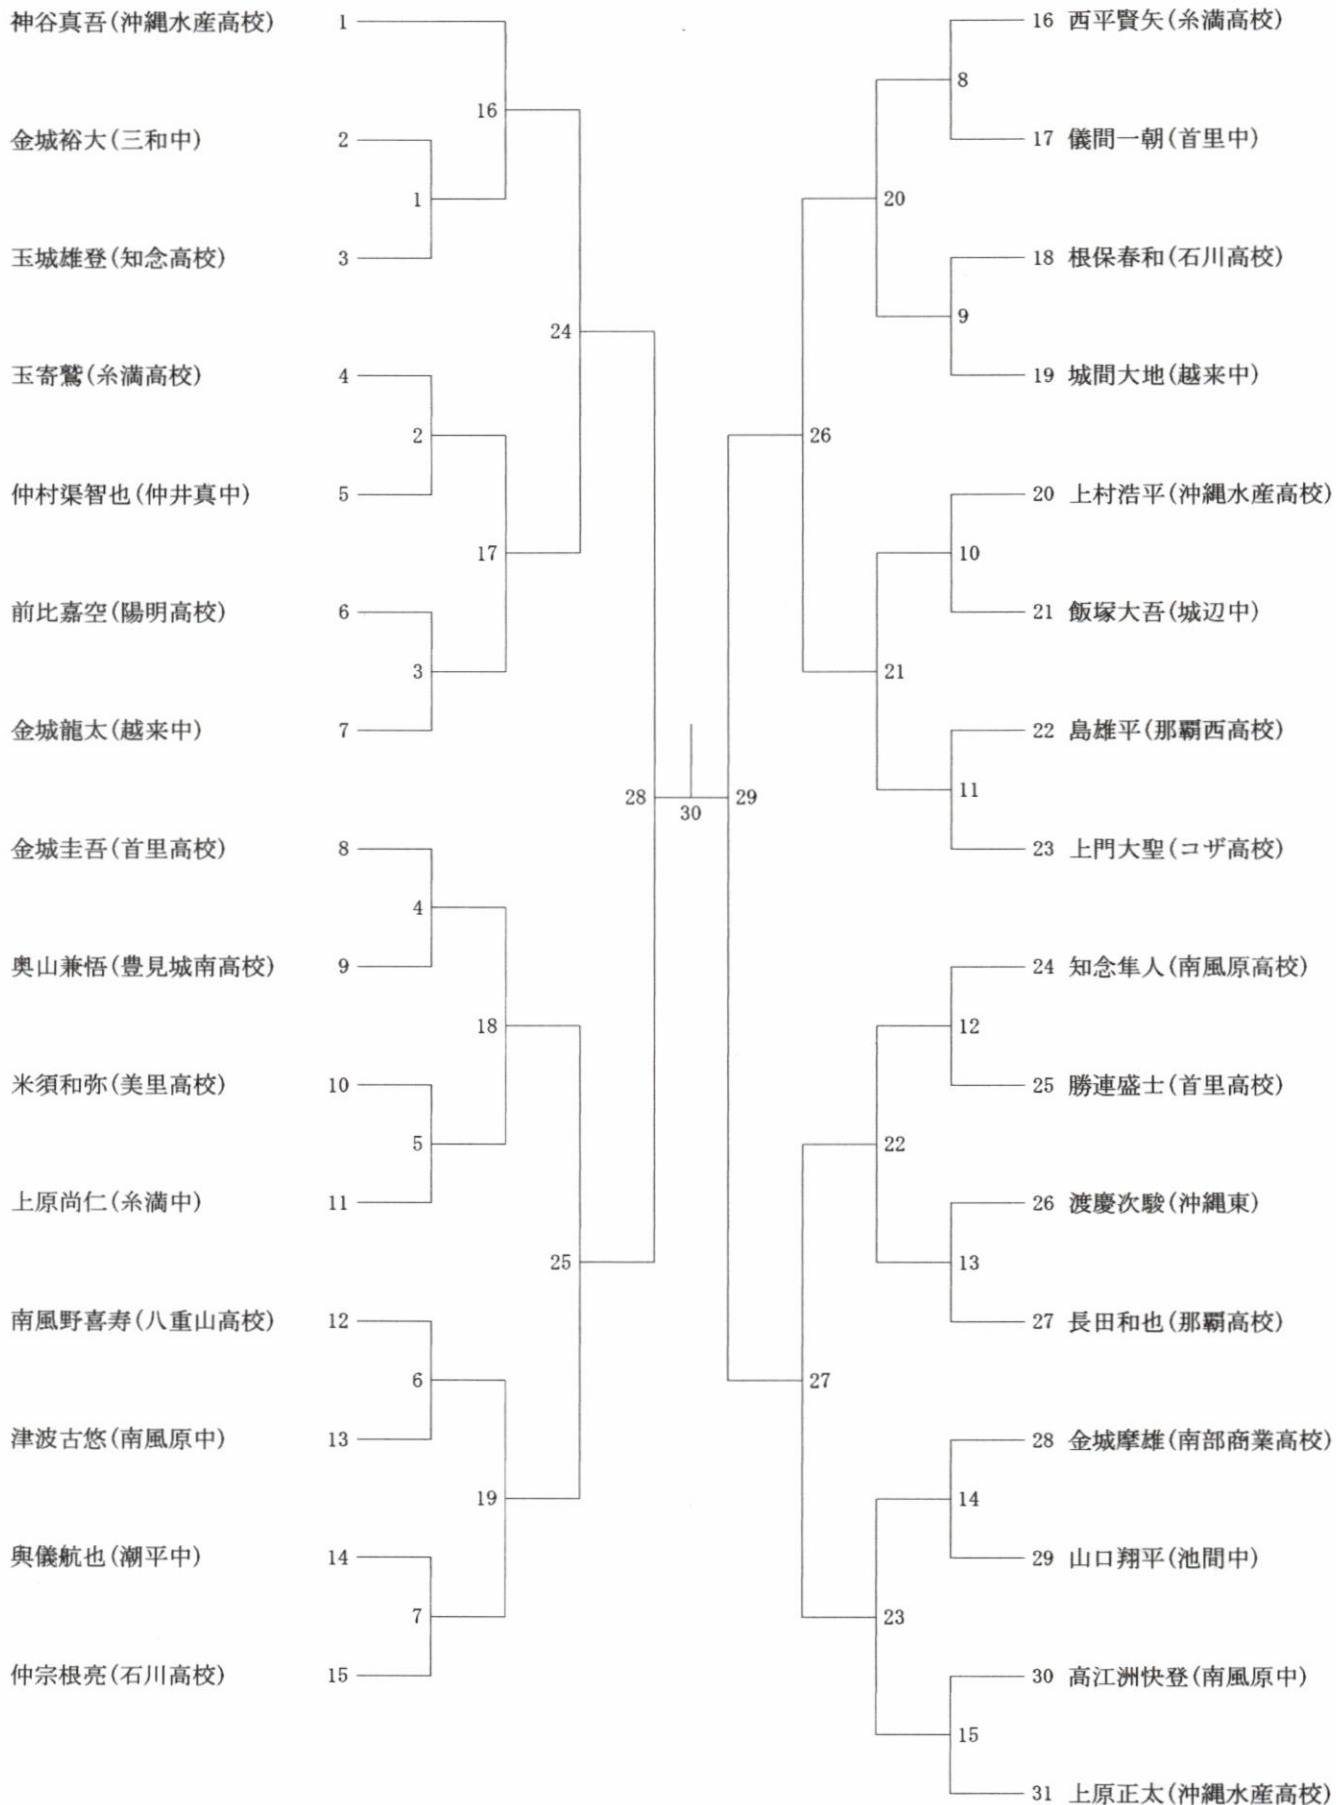 神谷真吾(沖縄水産高校) 1
金城裕大(三和中) 2
玉城雄登(知念高校) 3
玉寄鷲(糸満高校) 4
仲村渠智也(仲井真中) 5
前比嘉空(陽明高校) 6
金城龍太(越来中) 7
金城圭吾(首里高校) 8
奥山兼悟(豊見城南高校) 9
米須和弥(美里高校) 10
上原尚仁(糸満中) 11
南風野喜寿(八重山高校) 12
津波古悠(南風原中) 13
與儀航也(潮平中) 14
仲宗根亮(石川高校) 15
1
2
3
4
5
6
7
16
17
18
19
24
25
28
30
29
26
27
20
21
22
23
8
9
10
11
12
13
14
15
16 西平賢矢(糸満高校)
17 儀間一朝(首里中)
18 根保春和(石川高校)
19 城間大地(越来中)
20 上村浩平(沖縄水産高校)
21 飯塚大吾(城辺中)
22 島雄平(那覇西高校)
23 上門大聖(コザ高校)
24 知念隼人(南風原高校)
25 勝連盛士(首里高校)
26 渡慶次駿(沖縄東)
27 長田和也(那覇高校)
28 金城摩雄(南部商業高校)
29 山口翔平(池間中)
30 高江洲快登(南風原中)
31 上原正太(沖縄水産高校)